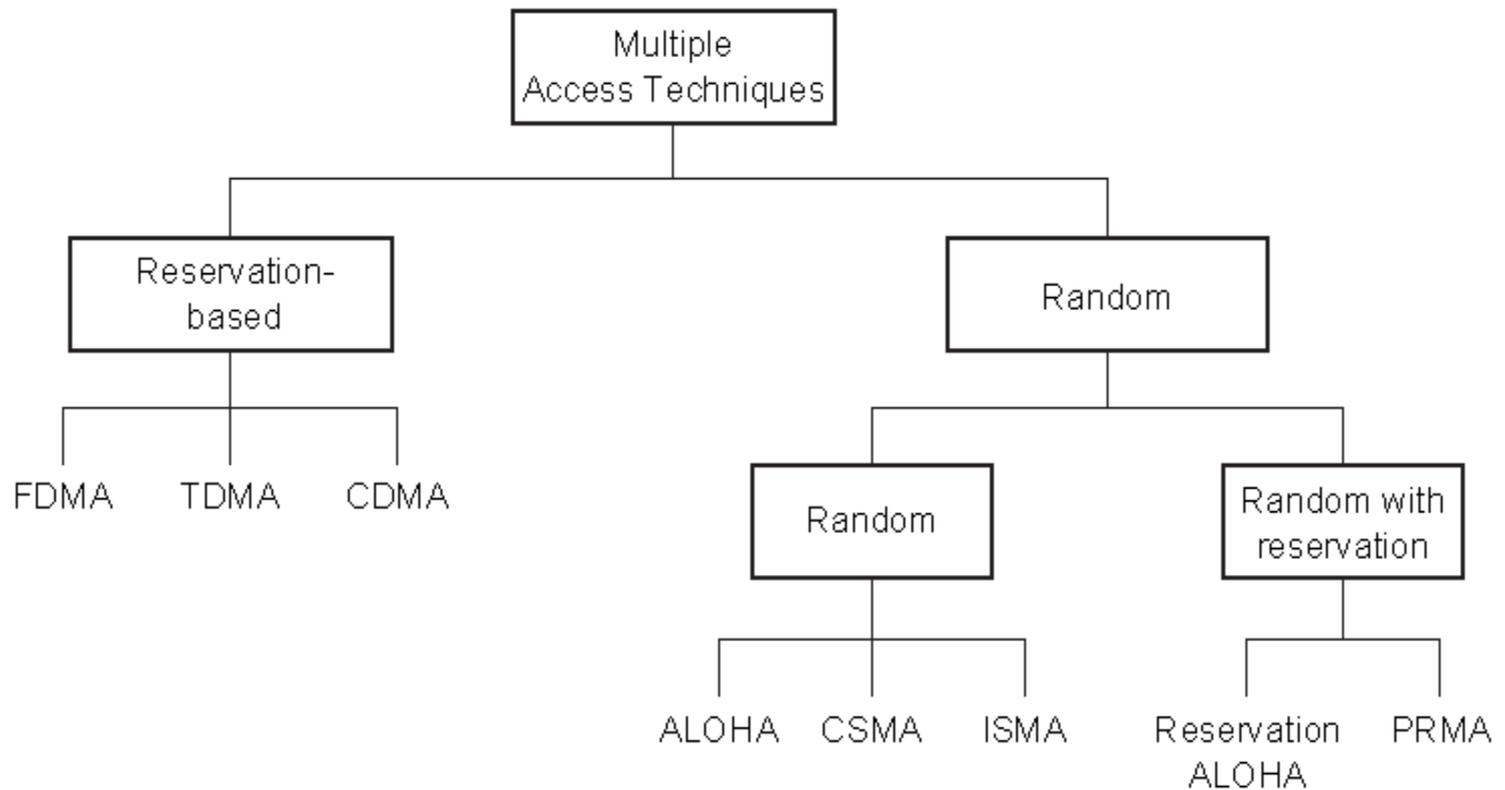 Multiple
Access Techniques
Reservation-
based
Random
FDMA
TDMA
CDMA
Random
Random with
reservation
ALOHA
CSMA
ISMA
Reservation
ALOHA
PRMA